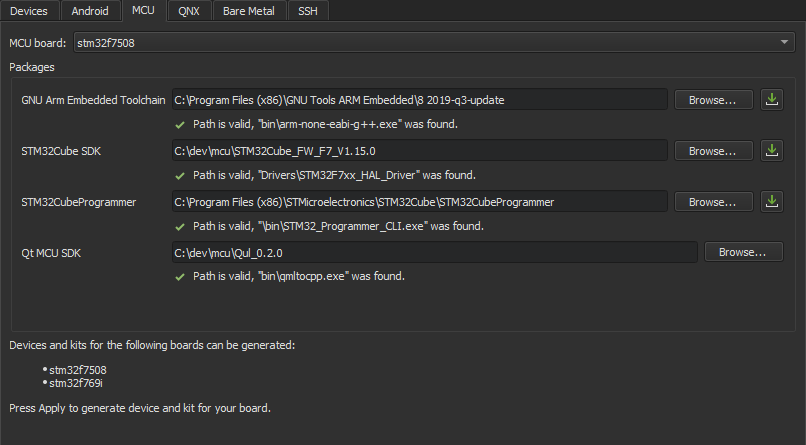 Devices Android MCU QNX Bare Metal SSH
MCU board: stm32f7508
Packages
GNU Arm Embedded Toolchain C:\Program Files (x86)\GNU Tools ARM Embedded\8 2019-q3-update Browse...
Path is valid, "bin\arm-none-eabi-g++.exe" was found.
STM32Cube SDK C:\dev\mcu\STM32Cube_FW_F7_V1.15.0 Browse...
Path is valid, "Drivers\STM32F7xx_HAL_Driver" was found.
STM32CubeProgrammer C:\Program Files (x86)\STMicroelectronics\STM32Cube\STM32CubeProgrammer Browse...
Path is valid, "\bin\STM32_Programmer_CLI.exe" was found.
Qt MCU SDK C:\dev\mcu\Qul_0.2.0 Browse...
Path is valid, "bin\qmltocpp.exe" was found.
Devices and kits for the following boards can be generated:
• stm32f7508
• stm32f769i
Press Apply to generate device and kit for your board.